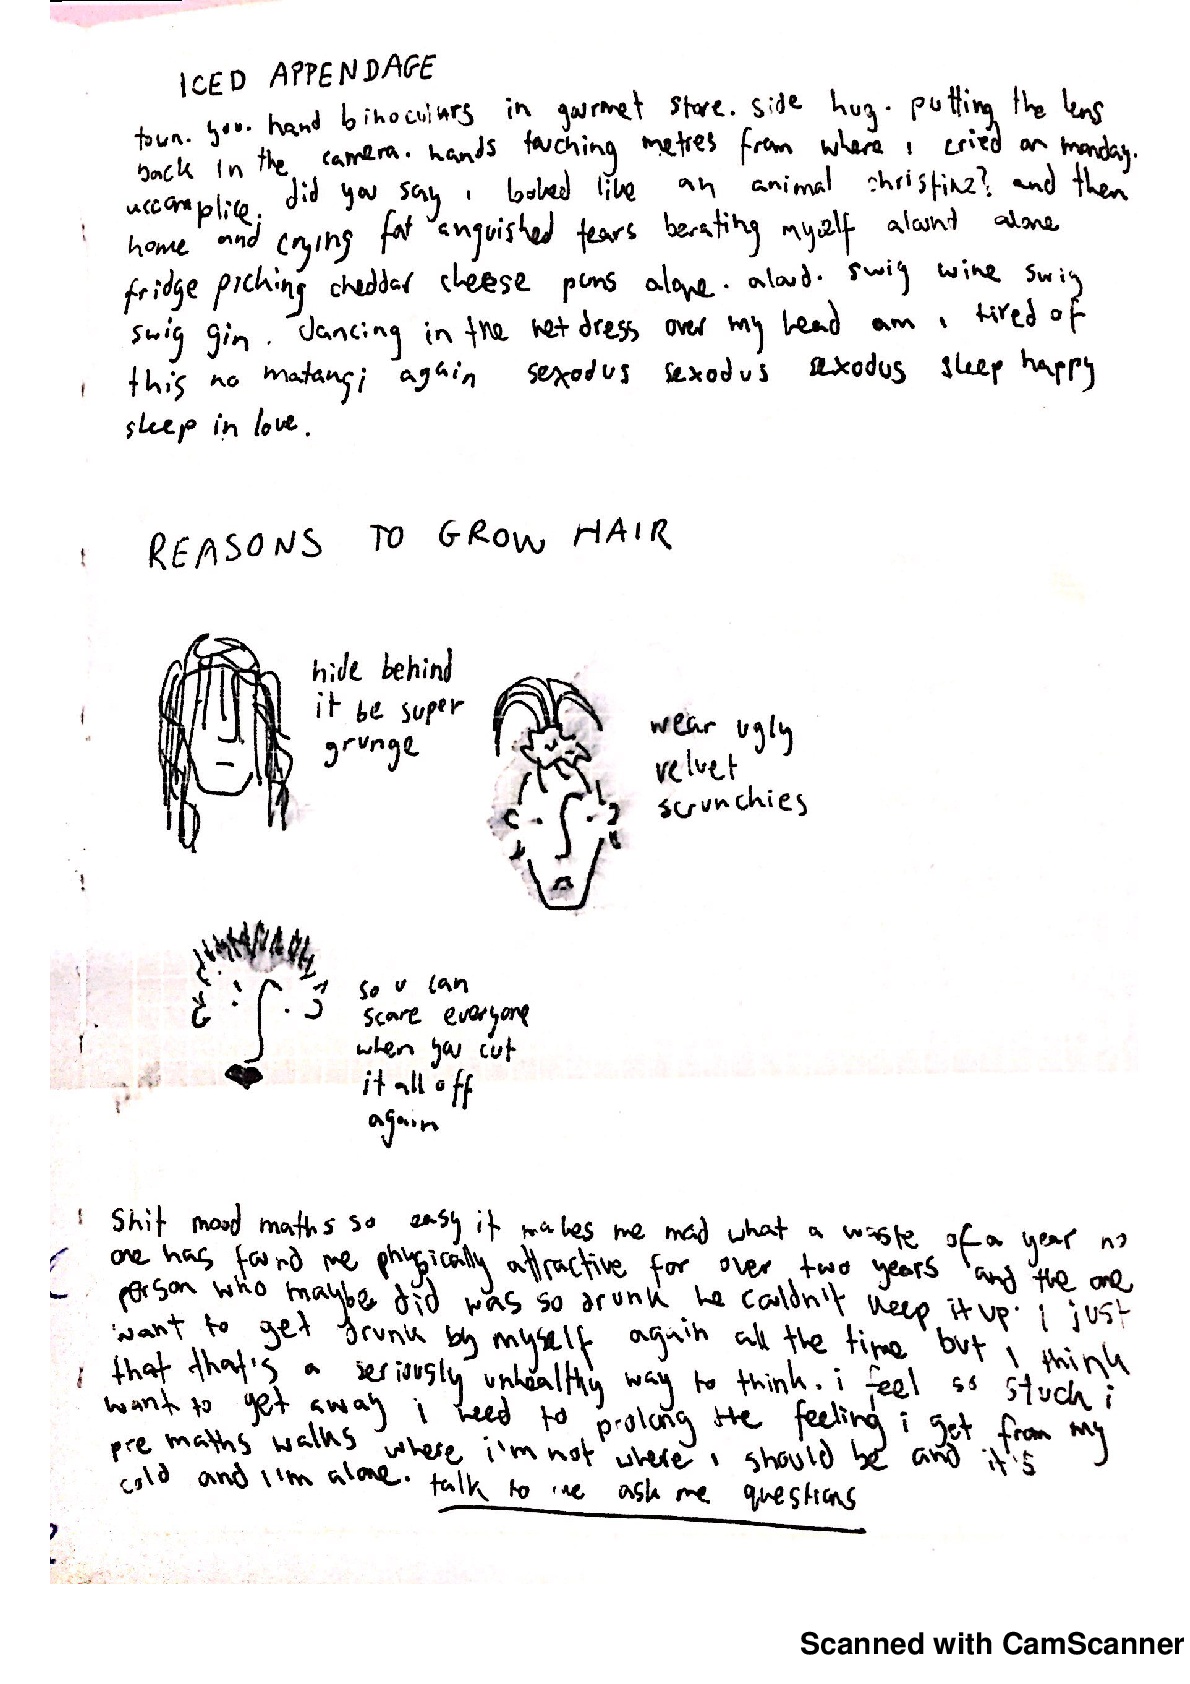 ICED APPENDAGE
town. you. hand binoculurs in gourmet store. side hug. putting the lens
back in the camera. hands touching metres from where i cried on monday.
uccomplice. did you say i looked like an animal christinz? and then
home and crying fat anguished tears berating myself alound alone
fridge picking cheddar cheese puns alone. aloud. swig wine swig
swig gin. dancing in the net dress over my head am i tired of
this no matangi again sexodus sexodus sexodus sleep happy
sleep in love.
REASONS TO GROW HAIR
hide behind
it be super
grunge
wear ugly
velvet
scrunchies
so u can
scare everyone
when you cut
it all off
again
Shit mood maths so easy it makes me mad what a waste of a year no
one has found me physically attractive for over two years and the one
person who maybe did was so drunk he couldn't keep it up. i just
want to get drunk by myself again all the time but i think
that that's a seriously unhealthy way to think. i feel so stuck i
want to get away i need to prolong the feeling i get from my
pre maths walks where i'm not where i should be and it's
cold and i'm alone. talk to me ask me questions
Scanned with CamScanner